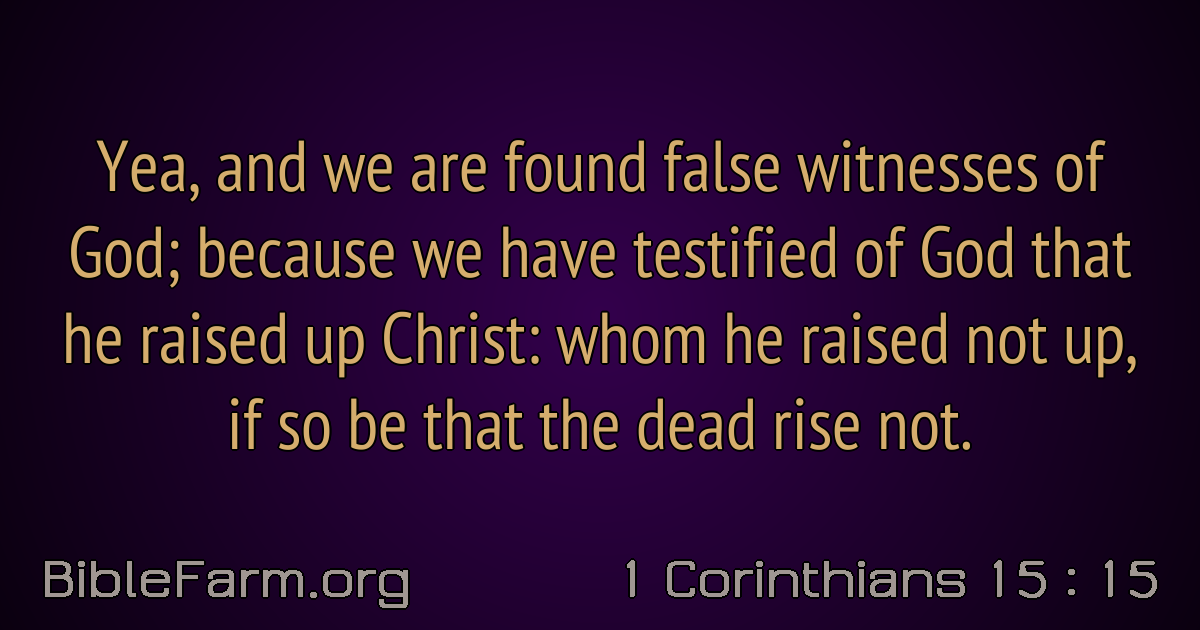 Yea, and we are found false witnesses of
God; because we have testified of God that
he raised up Christ: whom he raised not up,
if so be that the dead rise not.
BibleFarm.org
1 Corinthians 15 : 15